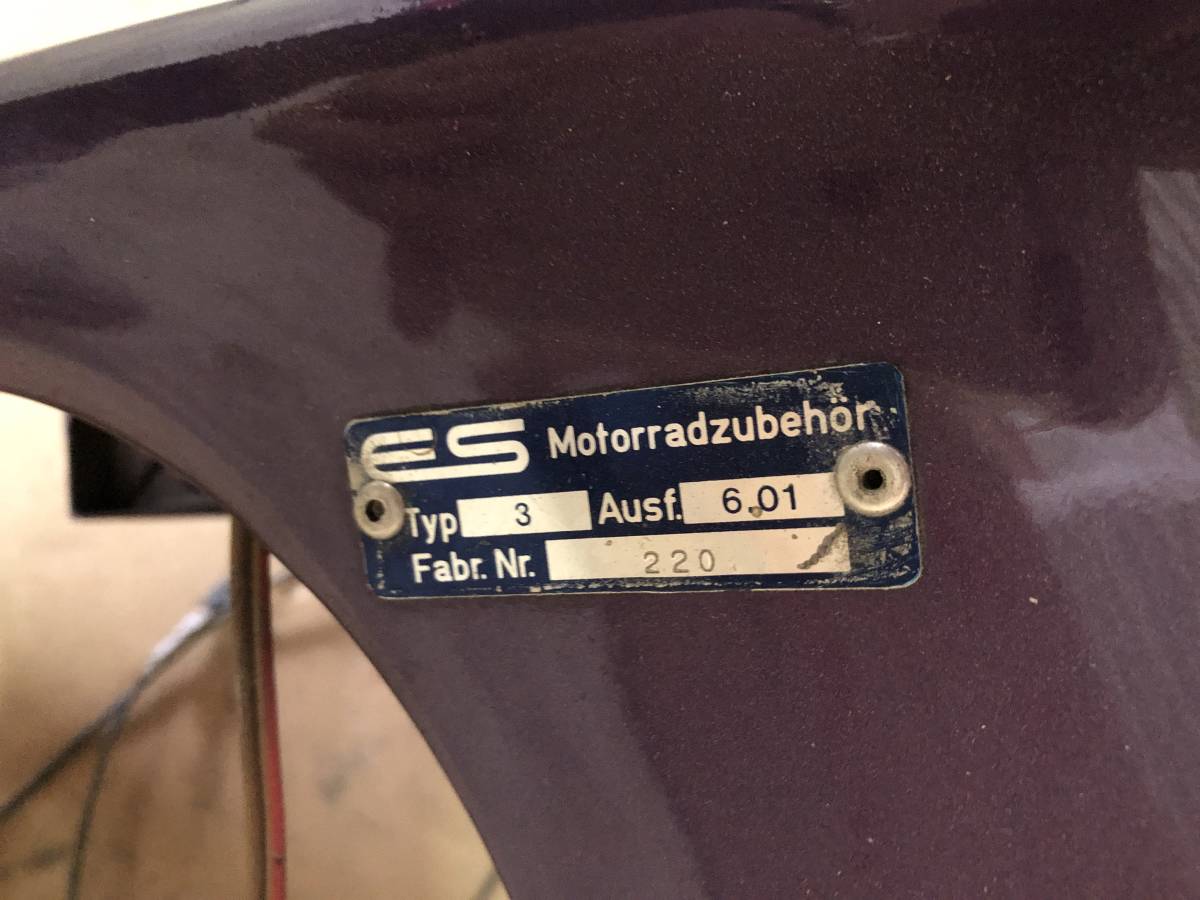 ES Motorradzubehör
Typ 3 Ausf. 6.01
Fabr. Nr. 220